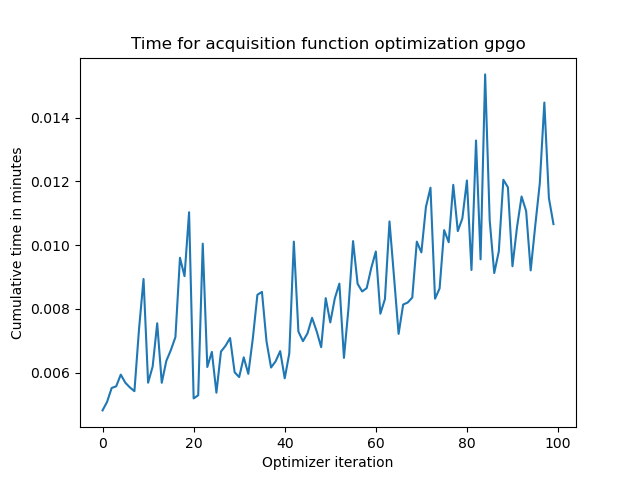 Time for acquisition function optimization gpgo
0.014
0.012
0.010
0.008
0.006
Cumulative time in minutes
0 20 40 60 80 100
Optimizer iteration